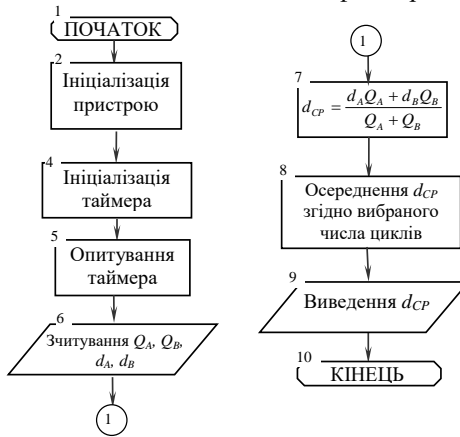 1
ПОЧАТОК
2
Ініціалізація
пристрою
4
Ініціалізація
таймера
5
Опитування
таймера
6
Зчитування Q_A, Q_B,
d_A, d_B
1
1
7
d_CP = (d_A Q_A + d_B Q_B) / (Q_A + Q_B)
8
Осереднення d_CP
згідно вибраного
числа циклів
9
Виведення d_CP
10
КІНЕЦЬ